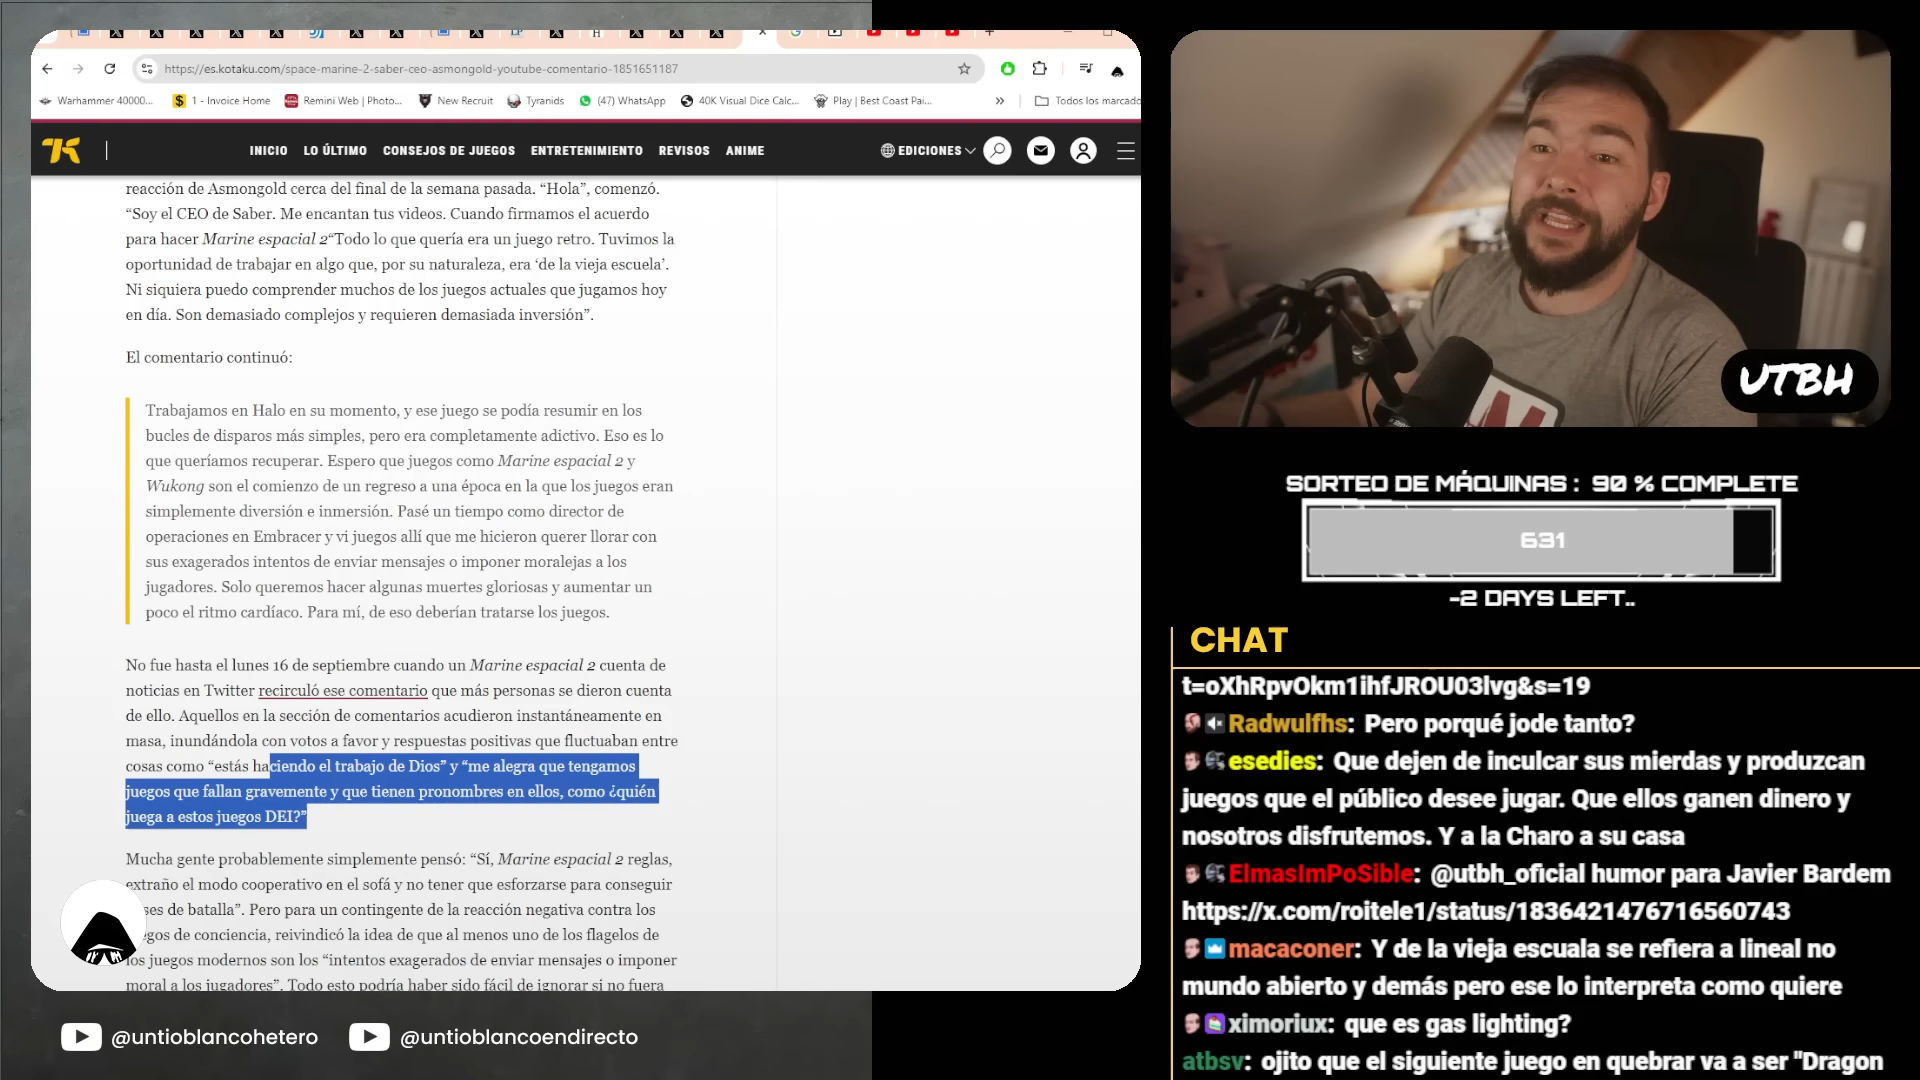 https://es.kotaku.com/space-marine-2-saber-ceo-asmongold-youtube-comentario-1851651187
Warhammer 40000...
1 - Invoice Home
Remini Web | Photo...
New Recruit
Tyranids
(47) WhatsApp
40K Visual Dice Calc...
Play | Best Coast Pai...
»
Todos los marcado
INICIO
LO ÚLTIMO
CONSEJOS DE JUEGOS
ENTRETENIMIENTO
REVISOS
ANIME
EDICIONES
reacción de Asmongold cerca del final de la semana pasada. “Hola”, comenzó.
“Soy el CEO de Saber. Me encantan tus videos. Cuando firmamos el acuerdo
para hacer Marine espacial 2“Todo lo que quería era un juego retro. Tuvimos la
oportunidad de trabajar en algo que, por su naturaleza, era ‘de la vieja escuela’.
Ni siquiera puedo comprender muchos de los juegos actuales que jugamos hoy
en día. Son demasiado complejos y requieren demasiada inversión”.
El comentario continuó:
Trabajamos en Halo en su momento, y ese juego se podía resumir en los
bucles de disparos más simples, pero era completamente adictivo. Eso es lo
que queríamos recuperar. Espero que juegos como Marine espacial 2 y
Wukong son el comienzo de un regreso a una época en la que los juegos eran
simplemente diversión e inmersión. Pasé un tiempo como director de
operaciones en Embracer y vi juegos allí que me hicieron querer llorar con
sus exagerados intentos de enviar mensajes o imponer moralejas a los
jugadores. Solo queremos hacer algunas muertes gloriosas y aumentar un
poco el ritmo cardíaco. Para mí, de eso deberían tratarse los juegos.
No fue hasta el lunes 16 de septiembre cuando un Marine espacial 2 cuenta de
noticias en Twitter recirculó ese comentario que más personas se dieron cuenta
de ello. Aquellos en la sección de comentarios acudieron instantáneamente en
masa, inundándola con votos a favor y respuestas positivas que fluctuaban entre
cosas como “estás haciendo el trabajo de Dios” y “me alegra que tengamos
juegos que fallan gravemente y que tienen pronombres en ellos, como ¿quién
juega a estos juegos DEI?”
Mucha gente probablemente simplemente pensó: “Sí, Marine espacial 2 reglas,
extraño el modo cooperativo en el sofá y no tener que esforzarse para conseguir
ses de batalla”. Pero para un contingente de la reacción negativa contra los
egos de conciencia, reivindicó la idea de que al menos uno de los flagelos de
los juegos modernos son los “intentos exagerados de enviar mensajes o imponer
moral a los jugadores”. Todo esto podría haber sido fácil de ignorar si no fuera
@untioblancohetero
@untioblancoendirecto
UTBH
SORTEO DE MÁQUINAS : 90 % COMPLETE
631
-2 DAYS LEFT..
CHAT
t=oXhRpvOkm1ihfJROU03lvg&s=19
Radwulfhs: Pero porqué jode tanto?
esedies: Que dejen de inculcar sus mierdas y produzcan
juegos que el público desee jugar. Que ellos ganen dinero y
nosotros disfrutemos. Y a la Charo a su casa
ElmasImPoSible: @utbh_oficial humor para Javier Bardem
https://x.com/roitele1/status/1836421476716560743
macaconer: Y de la vieja escuala se refiera a lineal no
mundo abierto y demás pero ese lo interpreta como quiere
ximoriux: que es gas lighting?
atbsv: ojito que el siguiente juego en quebrar va a ser "Dragon